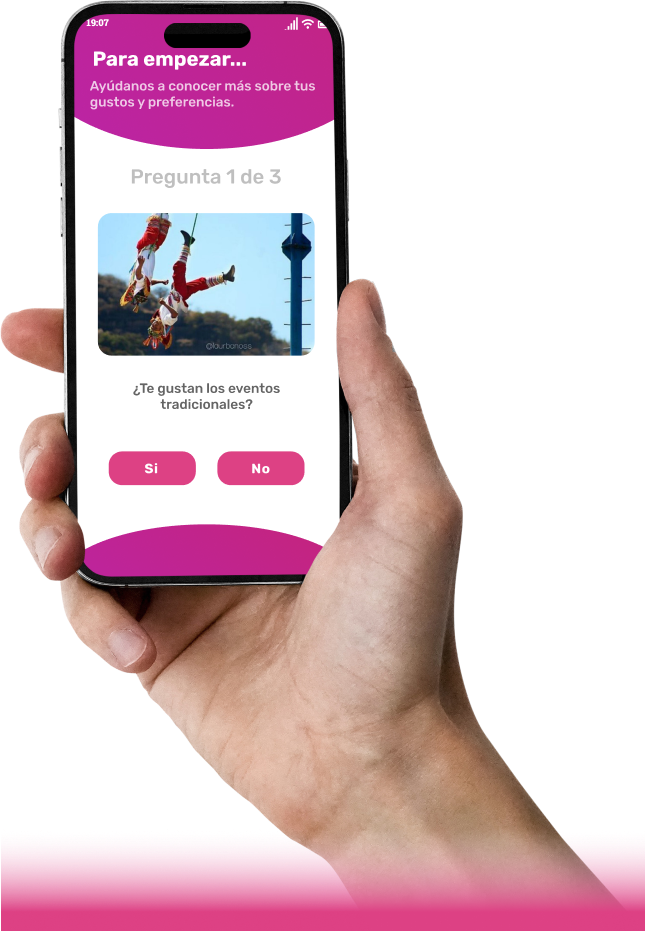 19:07
Para empezar...
Ayúdanos a conocer más sobre tus
gustos y preferencias.
Pregunta 1 de 3
@laurbanoss
¿Te gustan los eventos
tradicionales?
Si
No